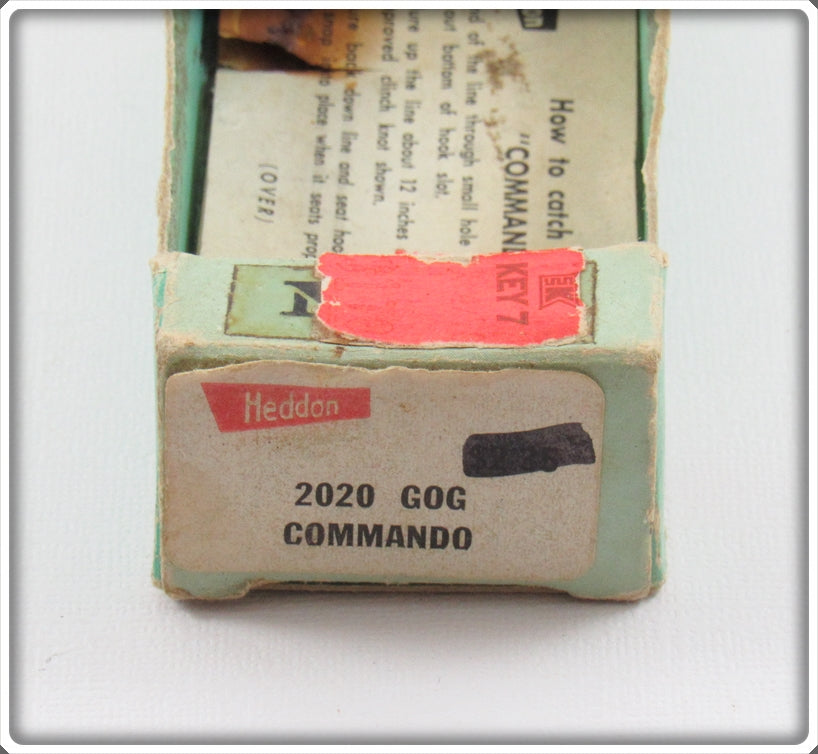 How to catch
"COMMAN
nd of the line through small hole
out bottom of hook slot.
ure up the line about 12 inches
proved clinch knot shown.
re back down line and seat hoo
snap into place when it seats prop
(OVER)
KEY 7
Heddon
2020 GOG
COMMANDO